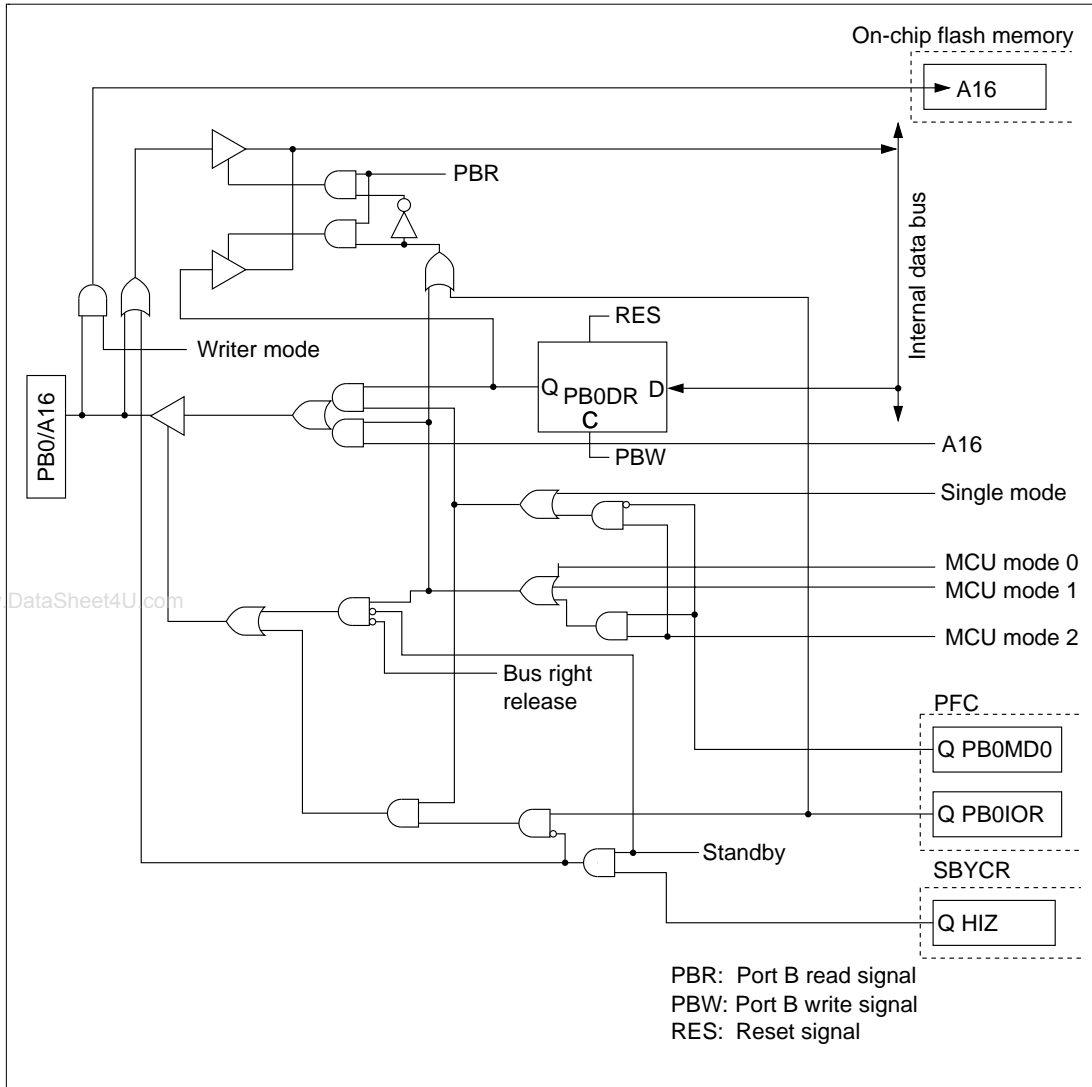 On-chip flash memory
A16
PBR
Internal data bus
RES
Writer mode
Q PB0DR D
C
PB0/A16
PBW
A16
Single mode
MCU mode 0
MCU mode 1
.DataSheet4U.com
MCU mode 2
Bus right
release
PFC
Q PB0MD0
Q PB0IOR
Standby
SBYCR
Q HIZ
PBR: Port B read signal
PBW: Port B write signal
RES: Reset signal